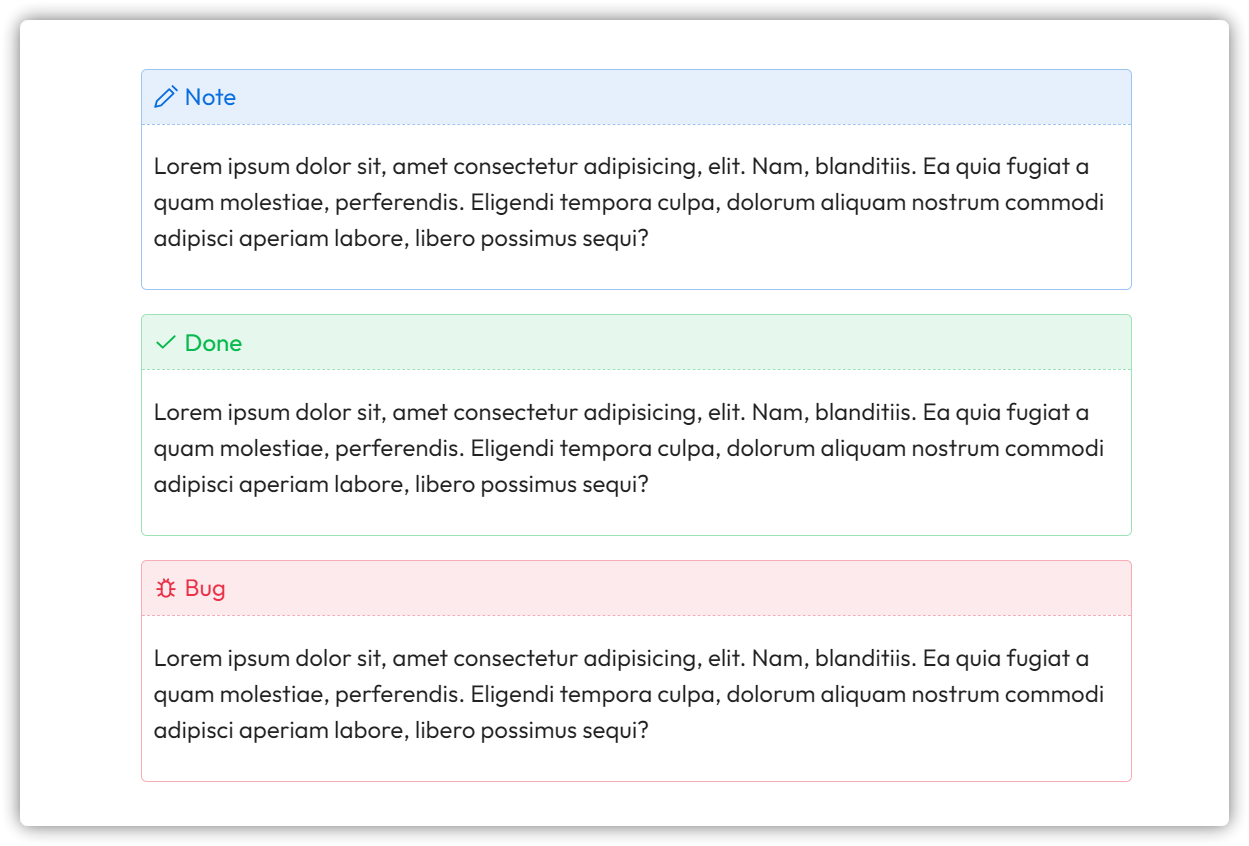 Note
Lorem ipsum dolor sit, amet consectetur adipisicing, elit. Nam, blanditiis. Ea quia fugiat a
quam molestiae, perferendis. Eligendi tempora culpa, dolorum aliquam nostrum commodi
adipisci aperiam labore, libero possimus sequi?
Done
Lorem ipsum dolor sit, amet consectetur adipisicing, elit. Nam, blanditiis. Ea quia fugiat a
quam molestiae, perferendis. Eligendi tempora culpa, dolorum aliquam nostrum commodi
adipisci aperiam labore, libero possimus sequi?
Bug
Lorem ipsum dolor sit, amet consectetur adipisicing, elit. Nam, blanditiis. Ea quia fugiat a
quam molestiae, perferendis. Eligendi tempora culpa, dolorum aliquam nostrum commodi
adipisci aperiam labore, libero possimus sequi?